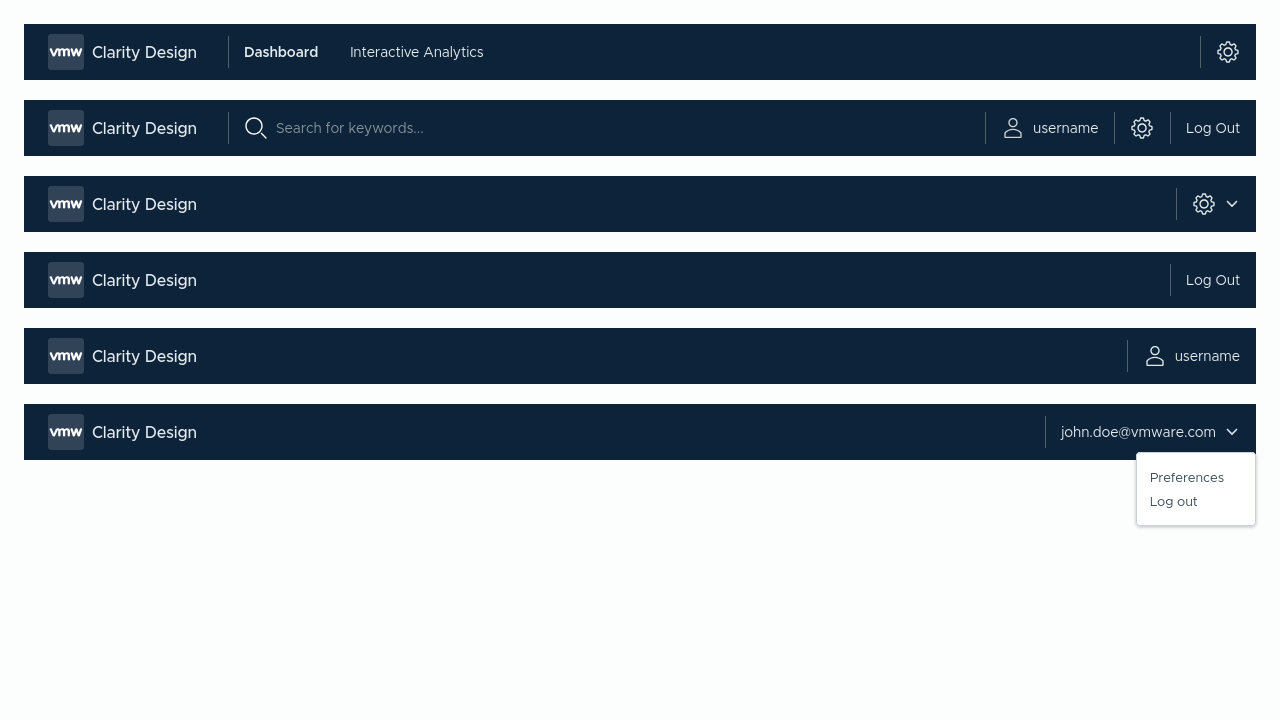 vmw Clarity Design Dashboard Interactive Analytics
vmw Clarity Design Search for keywords... username Log Out
vmw Clarity Design
vmw Clarity Design Log Out
vmw Clarity Design username
vmw Clarity Design john.doe@vmware.com
Preferences
Log out